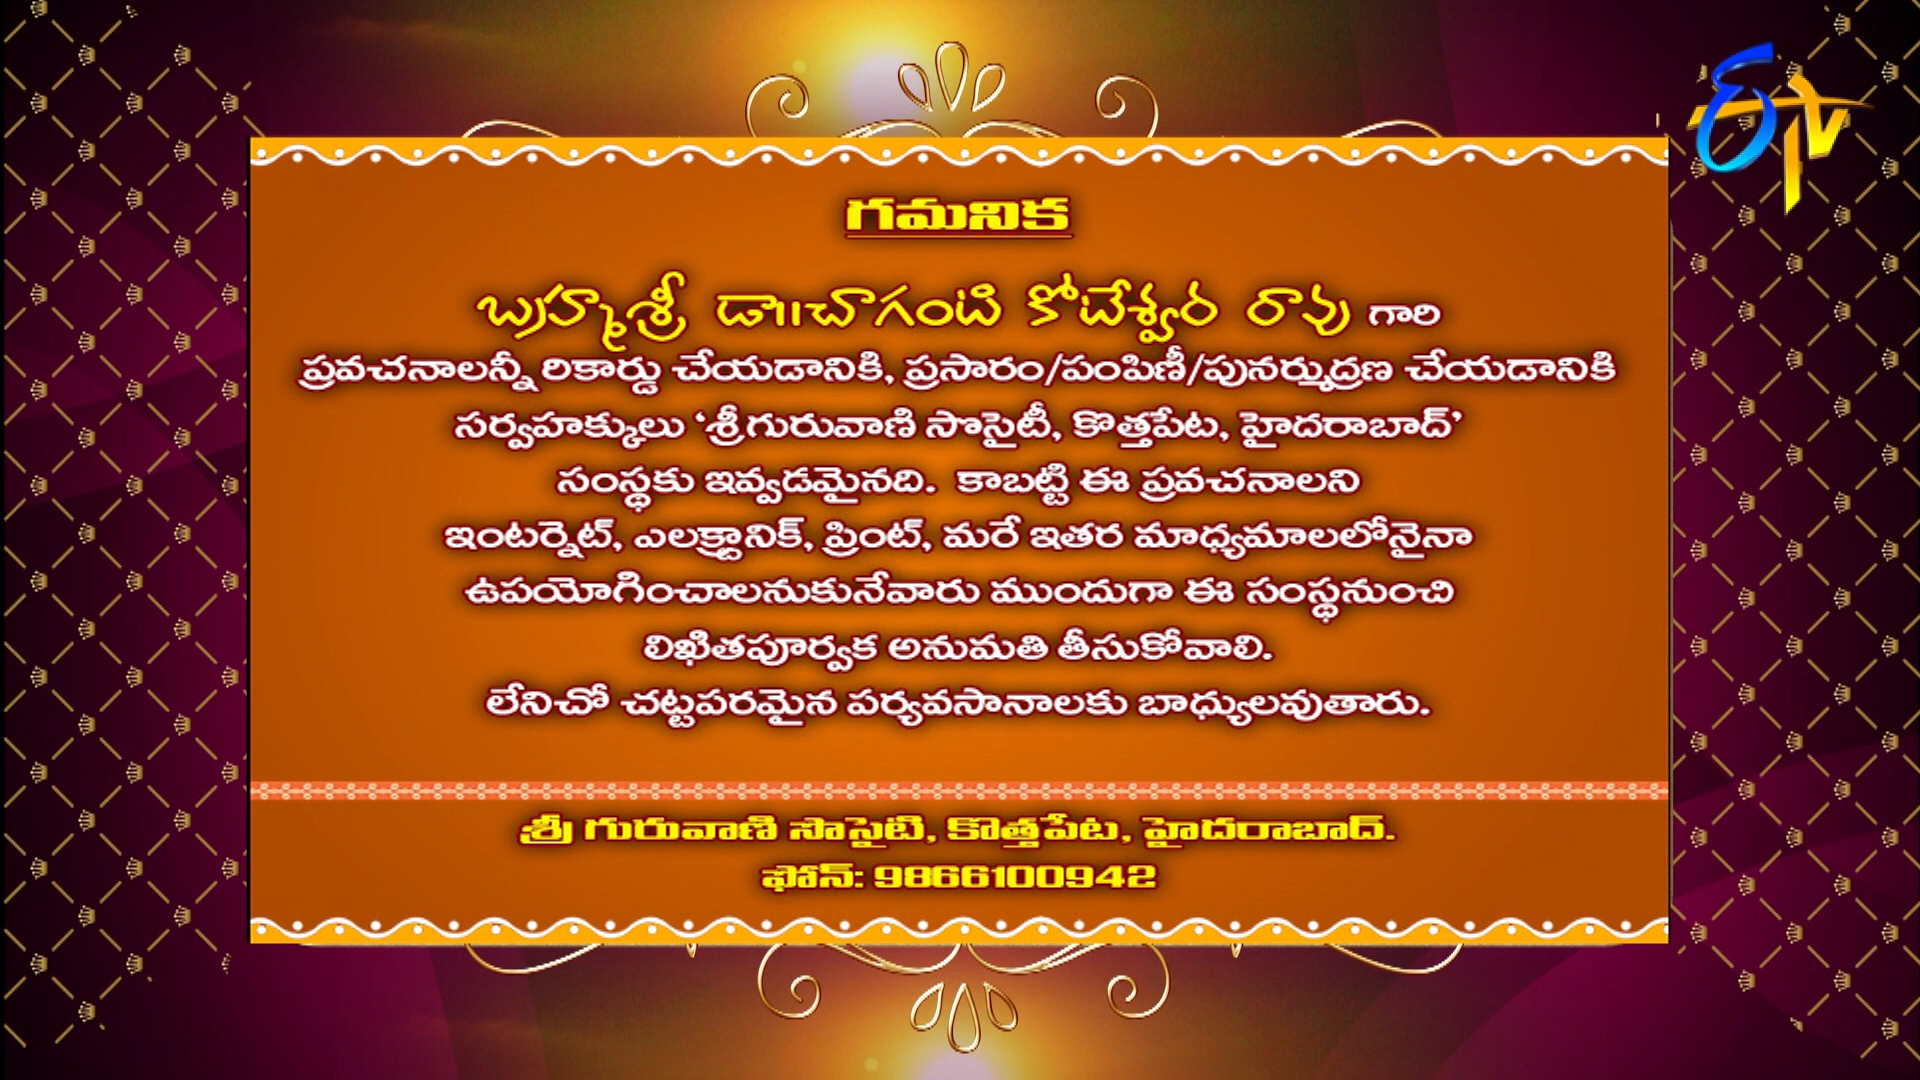 ETV
గమనిక
బ్రహ్మశ్రీ డా॥చాగంటి కోటేశ్వర రావు గారి
ప్రవచనాలన్నీ రికార్డు చేయడానికి, ప్రసారం/పంపిణీ/పునర్ముద్రణ చేయడానికి
సర్వహక్కులు ‘శ్రీగురువాణి సొసైటీ, కొత్తపేట, హైదరాబాద్’
సంస్థకు ఇవ్వడమైనది. కాబట్టి ఈ ప్రవచనాలని
ఇంటర్నెట్, ఎలక్ట్రానిక్, ప్రింట్, మరే ఇతర మాధ్యమాలలోనైనా
ఉపయోగించాలనుకునేవారు ముందుగా ఈ సంస్థనుంచి
లిఖితపూర్వక అనుమతి తీసుకోవాలి.
లేనిచో చట్టపరమైన పర్యవసానాలకు బాధ్యులవుతారు.
శ్రీ గురువాణి సొసైటి, కొత్తపేట, హైదరాబాద్.
ఫోన్: 9866100942